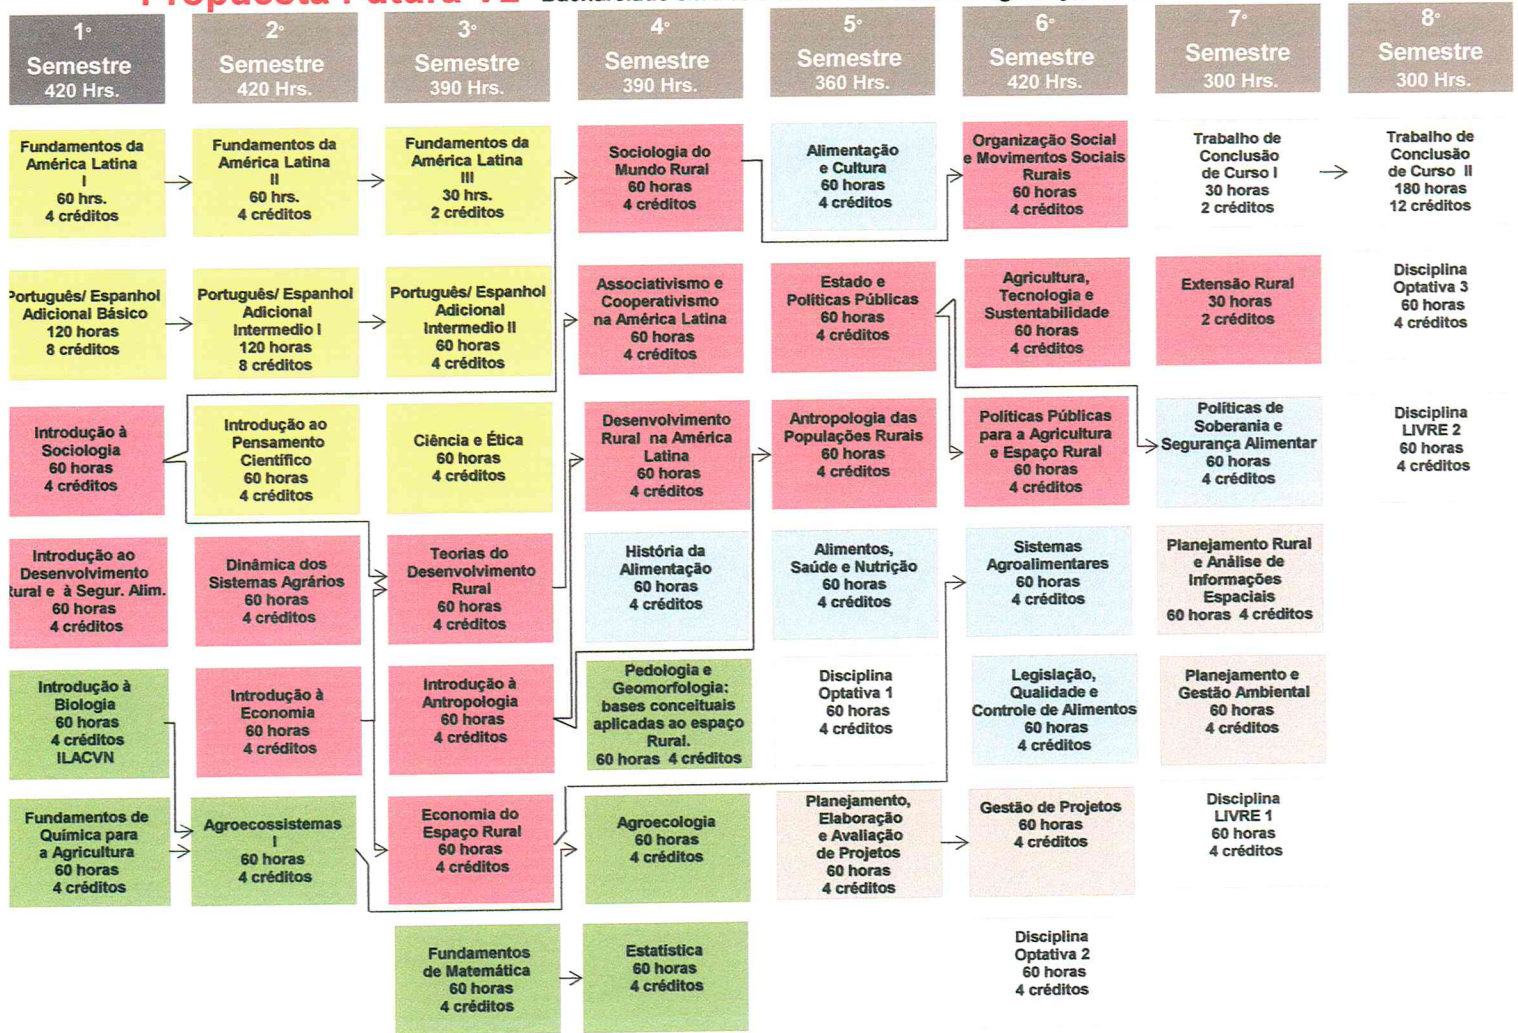 Propuesta Futura V2 Bacharelado
1°
Semestre
420 Hrs.
2°
Semestre
420 Hrs.
3°
Semestre
390 Hrs.
4°
Semestre
390 Hrs.
5°
Semestre
360 Hrs.
6°
Semestre
420 Hrs.
7°
Semestre
300 Hrs.
8°
Semestre
300 Hrs.
Fundamentos da
América Latina
I
60 hrs.
4 créditos
Fundamentos da
América Latina
II
60 hrs.
4 créditos
Fundamentos da
América Latina
III
30 hrs.
2 créditos
Sociologia do
Mundo Rural
60 horas
4 créditos
Alimentação
e Cultura
60 horas
4 créditos
Organização Social
e Movimentos Sociais
Rurais
60 horas
4 créditos
Trabalho de
Conclusão
de Curso I
30 horas
2 créditos
Trabalho de
Conclusão
de Curso II
180 horas
12 créditos
Português/ Espanhol
Adicional Básico
120 horas
8 créditos
Português/ Espanhol
Adicional
Intermedio I
120 horas
8 créditos
Português/ Espanhol
Adicional
Intermedio II
60 horas
4 créditos
Associativismo e
Cooperativismo
na América Latina
60 horas
4 créditos
Estado e
Políticas Públicas
60 horas
4 créditos
Agricultura,
Tecnologia e
Sustentabilidade
60 horas
4 créditos
Extensão Rural
30 horas
2 créditos
Disciplina
Optativa 3
60 horas
4 créditos
Introdução à
Sociologia
60 horas
4 créditos
Introdução ao
Pensamento
Científico
60 horas
4 créditos
Ciência e Ética
60 horas
4 créditos
Desenvolvimento
Rural na América
Latina
60 horas
4 créditos
Antropologia das
Populações Rurais
60 horas
4 créditos
Políticas Públicas
para a Agricultura
e Espaço Rural
60 horas
4 créditos
Políticas de
Soberania e
Segurança Alimentar
60 horas
4 créditos
Disciplina
LIVRE 2
60 horas
4 créditos
Introdução ao
Desenvolvimento
Rural e à Segur. Alim.
60 horas
4 créditos
Dinâmica dos
Sistemas Agrários
60 horas
4 créditos
Teorias do
Desenvolvimento
Rural
60 horas
4 créditos
História da
Alimentação
60 horas
4 créditos
Alimentos,
Saúde e Nutrição
60 horas
4 créditos
Sistemas
Agroalimentares
60 horas
4 créditos
Planejamento Rural
e Análise de
Informações
Espaciais
60 horas 4 créditos
Introdução à
Biologia
60 horas
4 créditos
ILACVN
Introdução à
Economia
60 horas
4 créditos
Introdução à
Antropologia
60 horas
4 créditos
Pedologia e
Geomorfologia:
bases conceituais
aplicadas ao espaço
Rural.
60 horas 4 créditos
Disciplina
Optativa 1
60 horas
4 créditos
Legislação,
Qualidade e
Controle de Alimentos
60 horas
4 créditos
Planejamento e
Gestão Ambiental
60 horas
4 créditos
Fundamentos de
Química para
a Agricultura
60 horas
4 créditos
Agroecossistemas
I
60 horas
4 créditos
Economia do
Espaço Rural
60 horas
4 créditos
Agroecologia
60 horas
4 créditos
Planejamento,
Elaboração
e Avaliação
de Projetos
60 horas
4 créditos
Gestão de Projetos
60 horas
4 créditos
Disciplina
LIVRE 1
60 horas
4 créditos
Fundamentos
de Matemática
60 horas
4 créditos
Estatística
60 horas
4 créditos
Disciplina
Optativa 2
60 horas
4 créditos